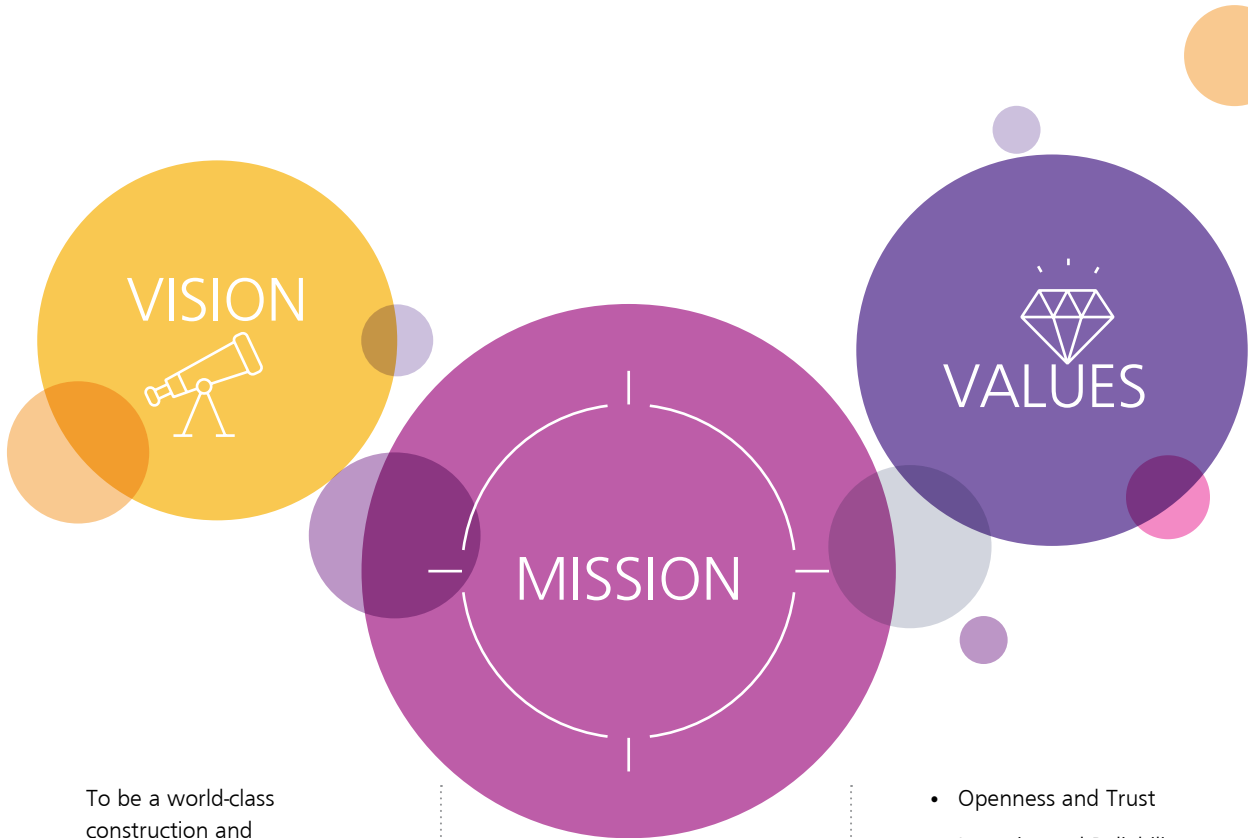 VISION
VALUES
MISSION
To be a world-class
construction and
• Openness and Trust